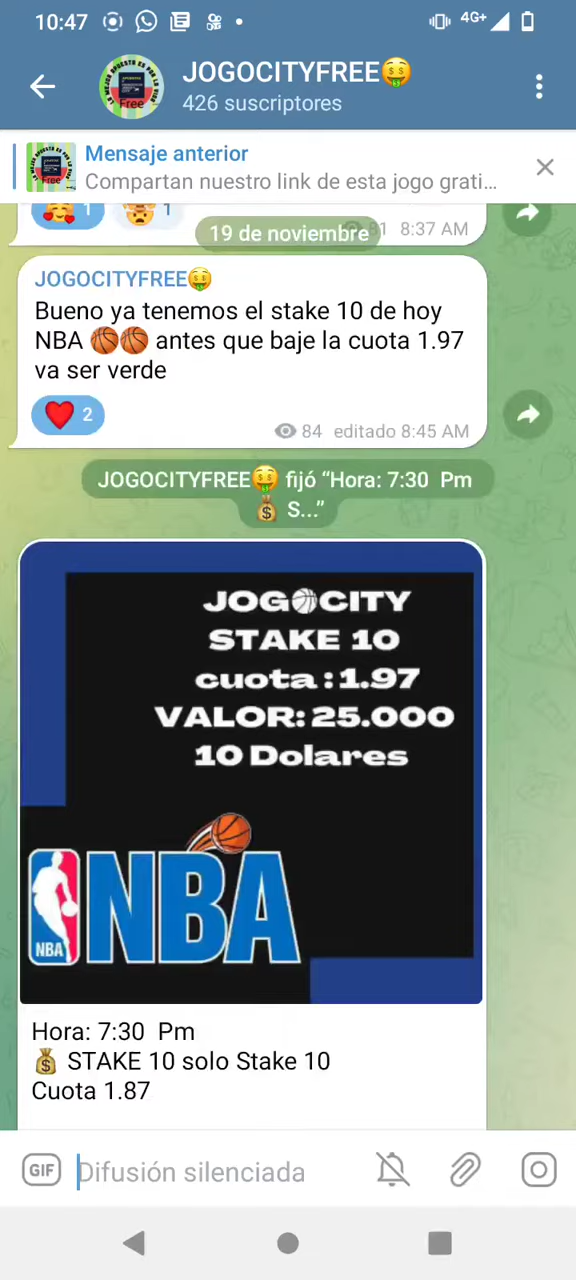 10:47
4G+
JOGOCITYFREE🤑
426 suscriptores
Mensaje anterior
Compartan nuestro link de esta jogo grati...
1
1
81 8:37 AM
19 de noviembre
JOGOCITYFREE🤑
Bueno ya tenemos el stake 10 de hoy
NBA 🏀🏀 antes que baje la cuota 1.97
va ser verde
❤️ 2
84 editado 8:45 AM
JOGOCITYFREE🤑 fijó “Hora: 7:30 Pm
💰 S...”
JOGOCITY
STAKE 10
cuota : 1.97
VALOR: 25.000
10 Dolares
NBA
NBA
Hora: 7:30 Pm
💰 STAKE 10 solo Stake 10
Cuota 1.87
GIF
Difusión silenciada